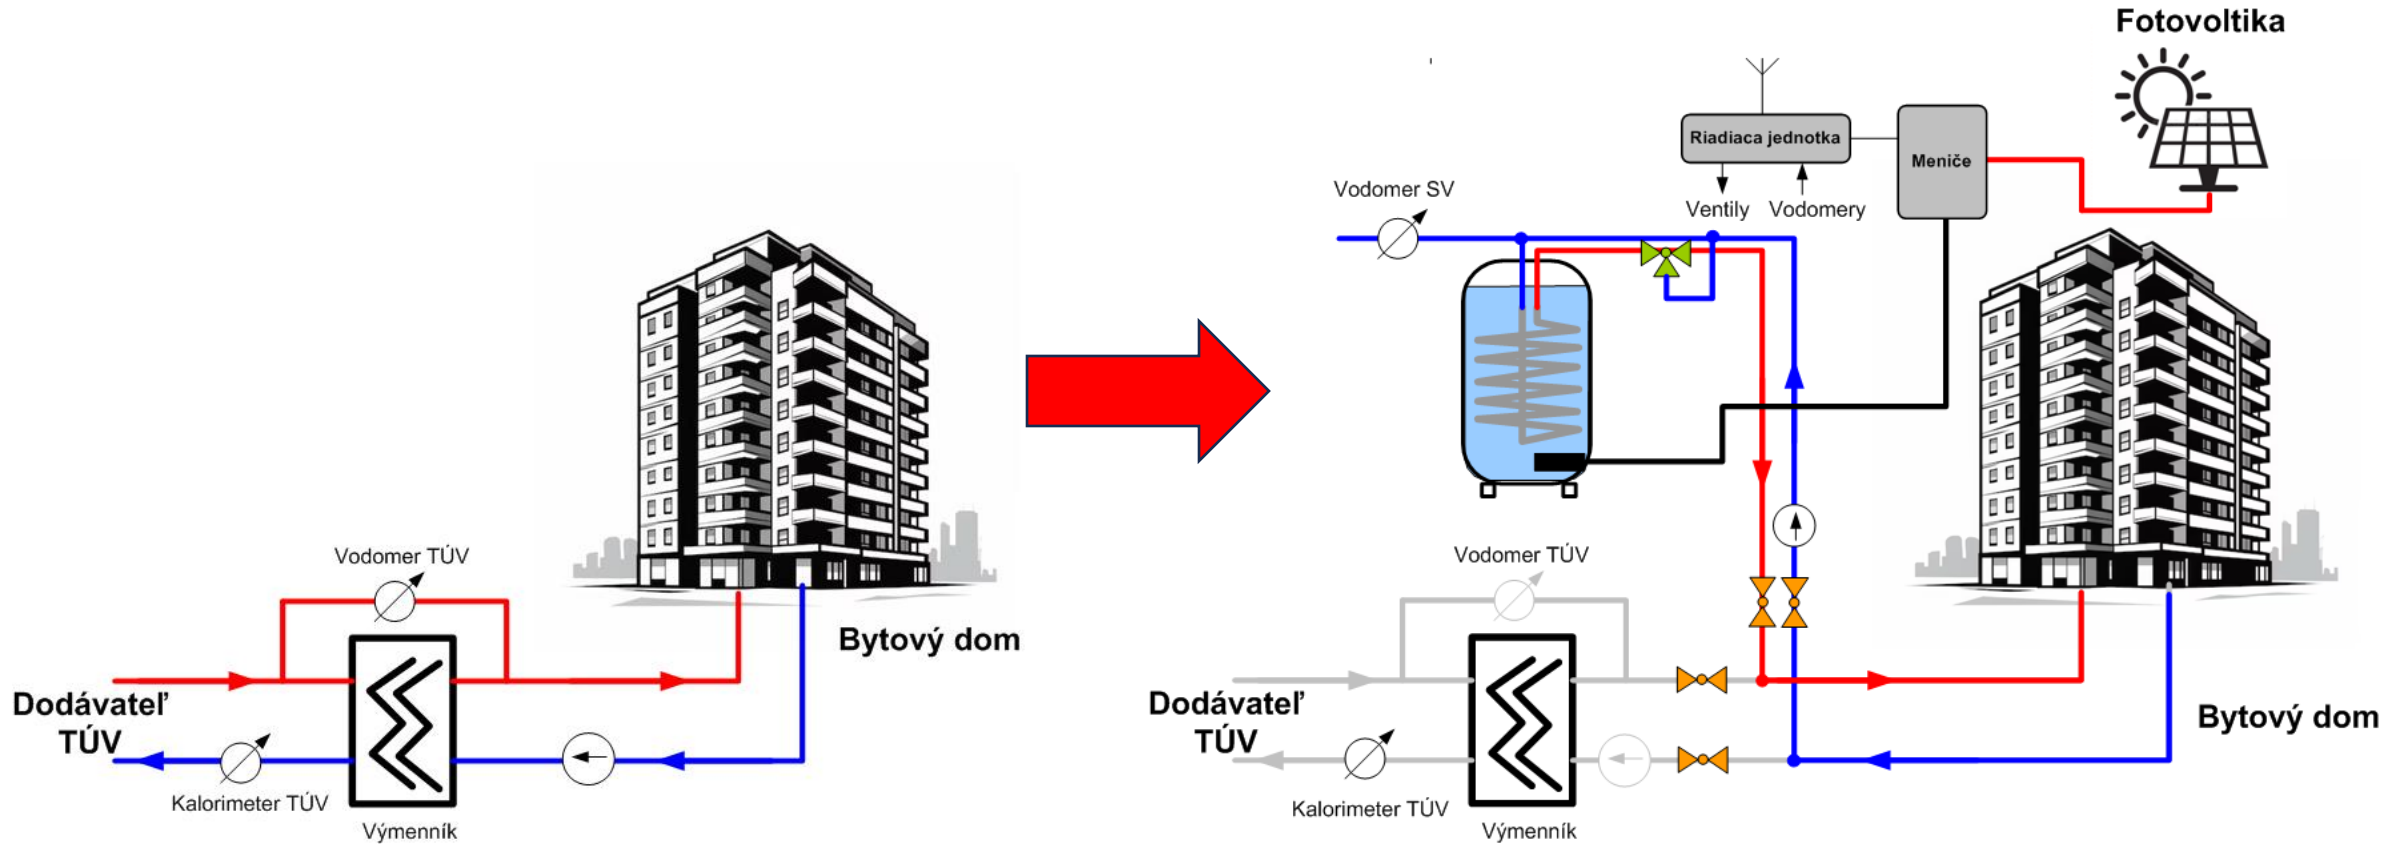 Fotovoltika
Riadiaca jednotka
Meniče
Vodomer SV
Ventily
Vodomery
Vodomer TÚV
Bytový dom
Dodávateľ
TÚV
Kalorimeter TÚV
Výmenník
Vodomer TÚV
Dodávateľ
TÚV
Bytový dom
Kalorimeter TÚV
Výmenník